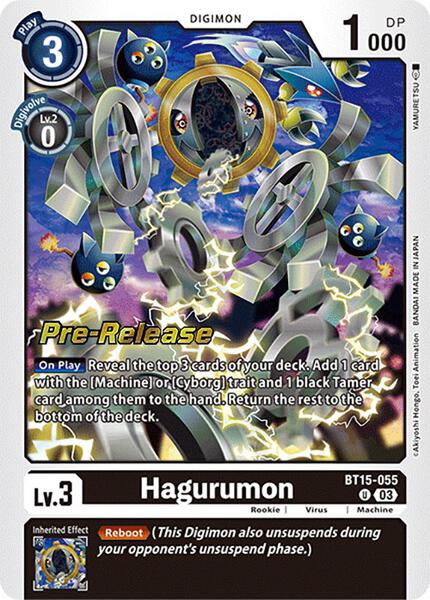 Play
3
DIGIMON
DP
1000
Digivolve
Lv.2
0
YAMURETSU
©Akiyoshi Hongo, Toei Animation BANDAI MADE IN JAPAN
Pre-Release
On Play Reveal the top 3 cards of your deck. Add 1 card
with the [Machine] or [Cyborg] trait and 1 black Tamer
card among them to the hand. Return the rest to the
bottom of the deck.
Lv.3
Hagurumon
BT15-055
U 03
Rookie | Virus | Machine
Inherited Effect
Reboot (This Digimon also unsuspends during
your opponent's unsuspend phase.)